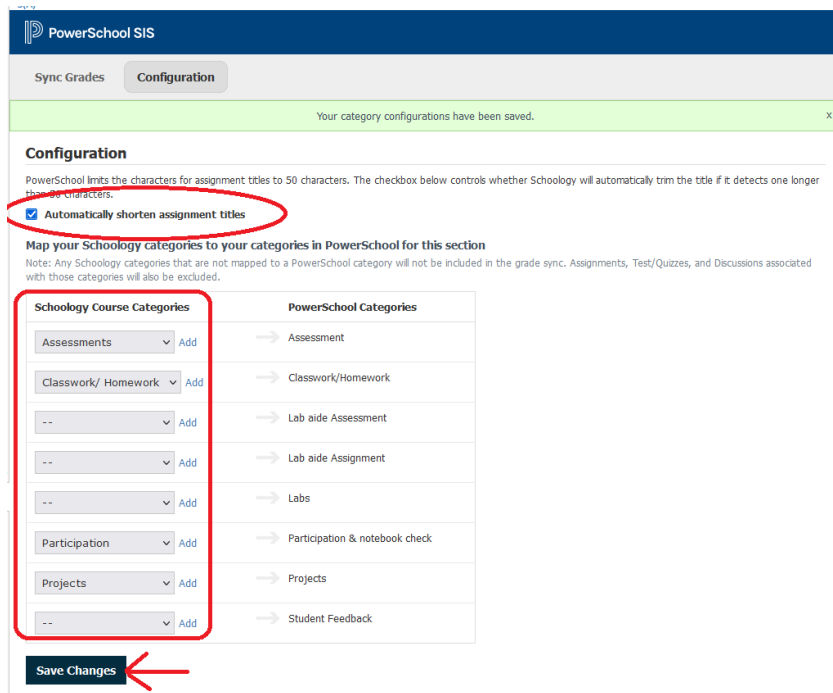 PowerSchool SIS
Sync Grades Configuration
Your category configurations have been saved. x
Configuration
PowerSchool limits the characters for assignment titles to 50 characters. The checkbox below controls whether Schoology will automatically trim the title if it detects one longer
than 50 characters.
Automatically shorten assignment titles
Map your Schoology categories to your categories in PowerSchool for this section
Note: Any Schoology categories that are not mapped to a PowerSchool category will not be included in the grade sync. Assignments, Test/Quizzes, and Discussions associated
with those categories will also be excluded.
Schoology Course Categories PowerSchool Categories
Assessments Add Assessment
Classwork/ Homework Add Classwork/Homework
-- Add Lab aide Assessment
-- Add Lab aide Assignment
-- Add Labs
Participation Add Participation & notebook check
Projects Add Projects
-- Add Student Feedback
Save Changes